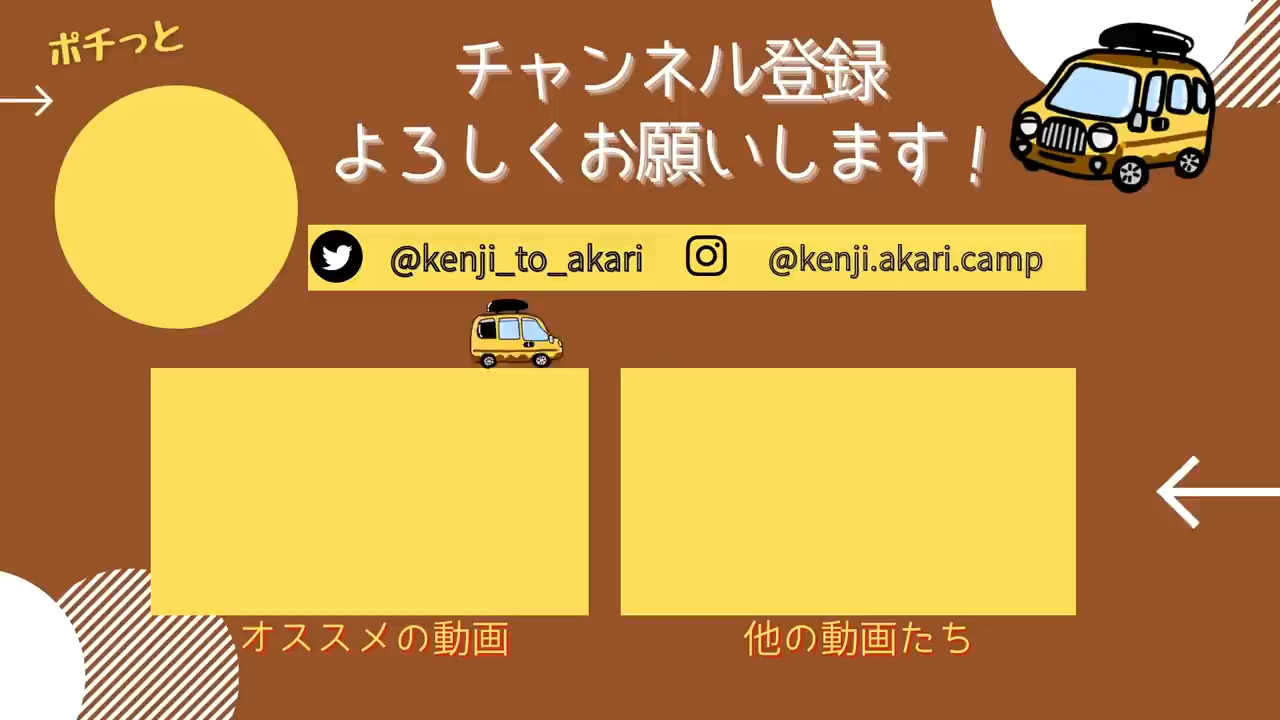 ポチっと
チャンネル登録
よろしくお願いします！
@kenji_to_akari @kenji.akari.camp
オススメの動画 他の動画たち